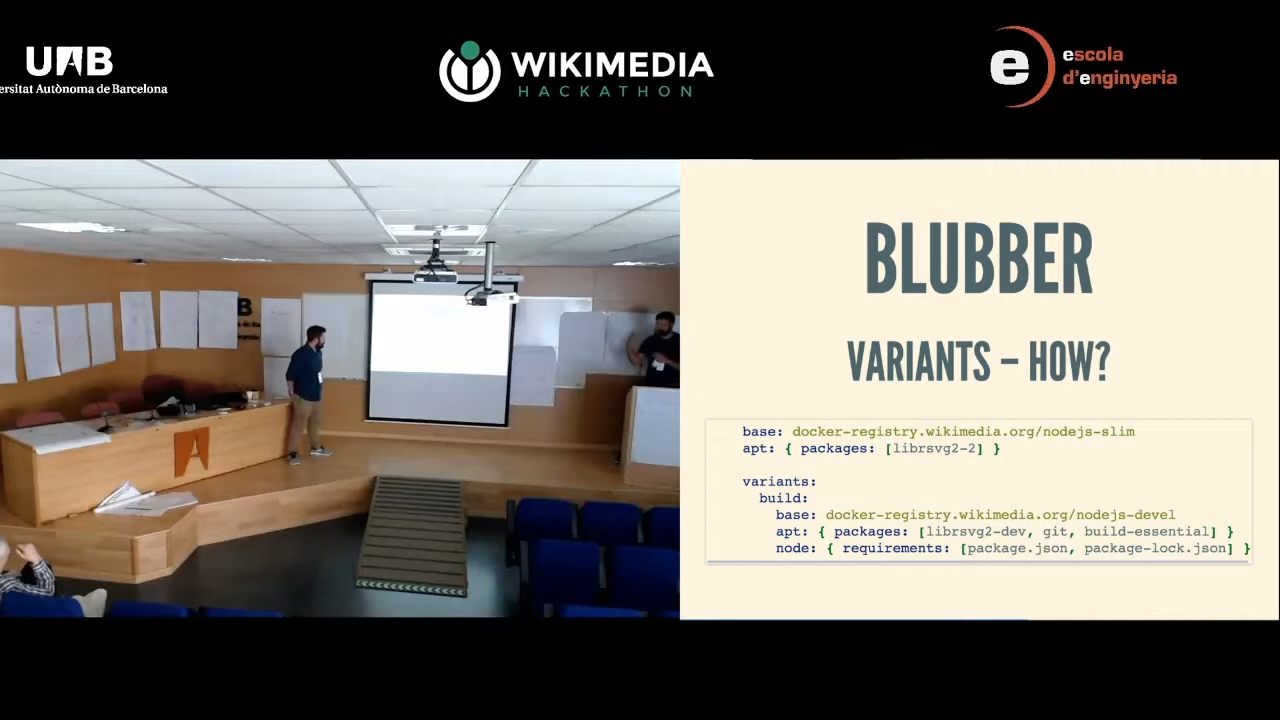 UAB
ersitat Autònoma de Barcelona
WIKIMEDIA
HACKATHON
e
escola
d'enginyeria
B
BLUBBER
VARIANTS – HOW?
base: docker-registry.wikimedia.org/nodejs-slim
apt: { packages: [librsvg2-2] }
variants:
build:
base: docker-registry.wikimedia.org/nodejs-devel
apt: { packages: [librsvg2-dev, git, build-essential] }
node: { requirements: [package.json, package-lock.json] }